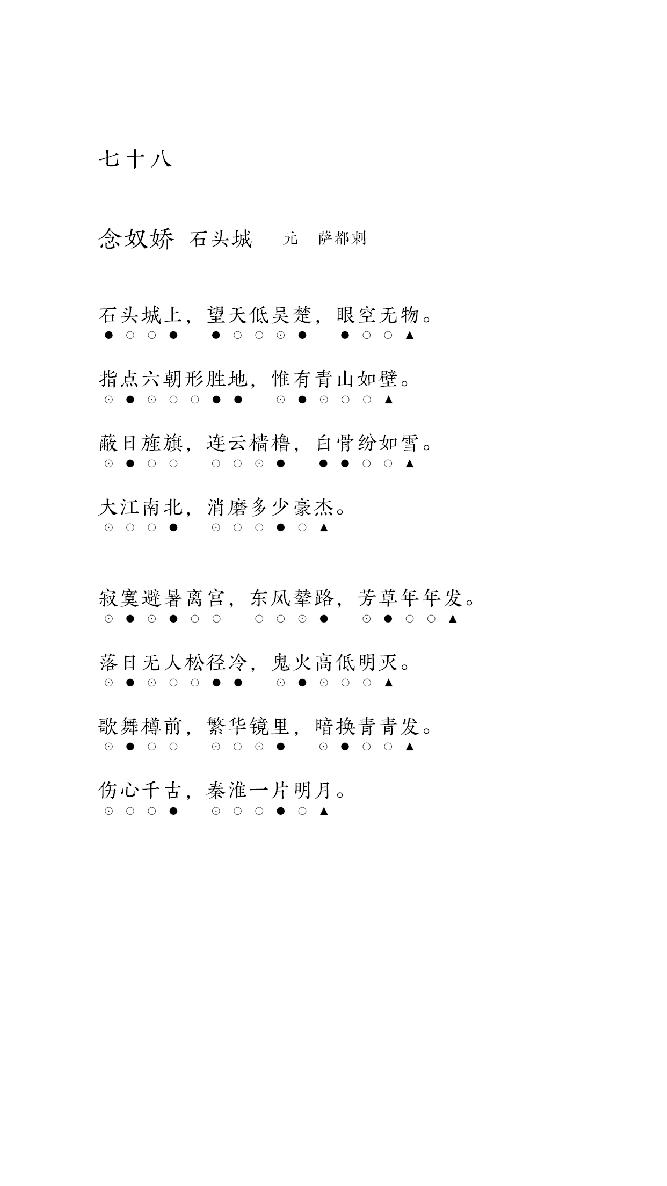 七十八
念奴娇 石头城 元 萨都剌
石头城上，望天低吴楚，眼空无物。
●○○● ●○○⊙● ●○○▲
指点六朝形胜地，惟有青山如壁。
⊙●⊙○○●● ⊙●⊙○○▲
蔽日旌旗，连云樯橹，白骨纷如雪。
⊙●○○ ○○⊙● ●●○○▲
大江南北，消磨多少豪杰。
⊙○○● ⊙○○●○▲
寂寞避暑离宫，东风辇路，芳草年年发。
⊙●⊙●○○ ○○⊙● ⊙●○○▲
落日无人松径冷，鬼火高低明灭。
⊙●⊙○○●● ⊙●⊙○○▲
歌舞樽前，繁华镜里，暗换青青发。
⊙●○○ ⊙○⊙● ⊙●○○▲
伤心千古，秦淮一片明月。
⊙○○● ⊙○○●○▲